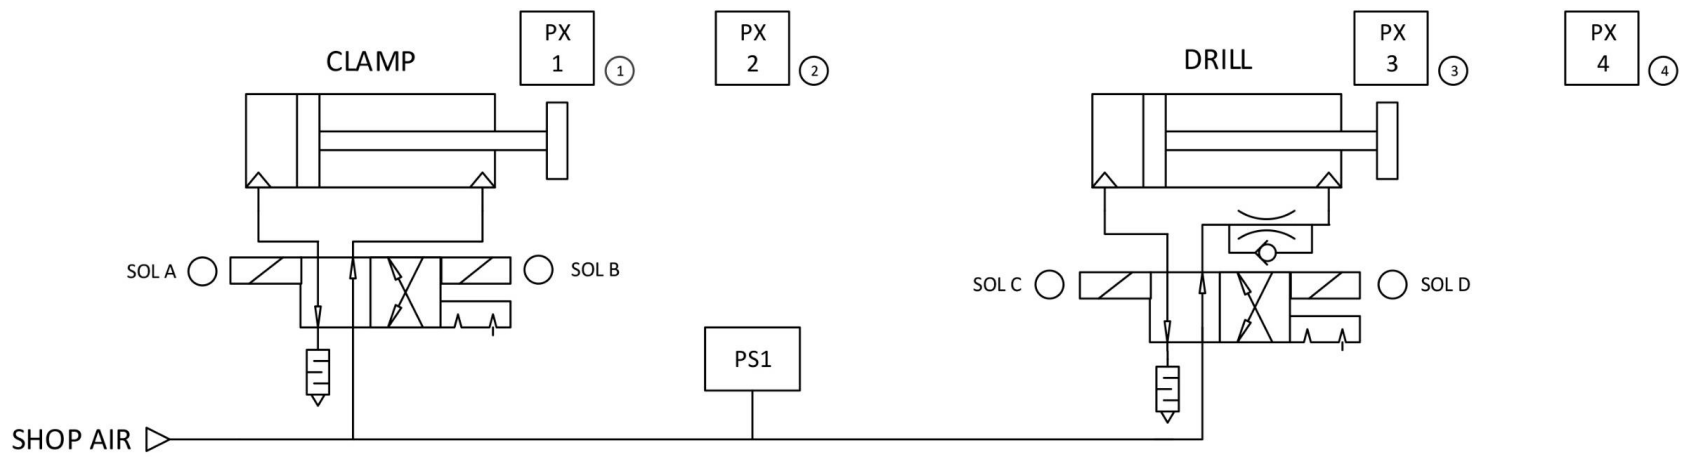 CLAMP
PX
1
1
PX
2
2
DRILL
PX
3
3
PX
4
4
SOL A
SOL B
SOL C
SOL D
PS1
SHOP AIR